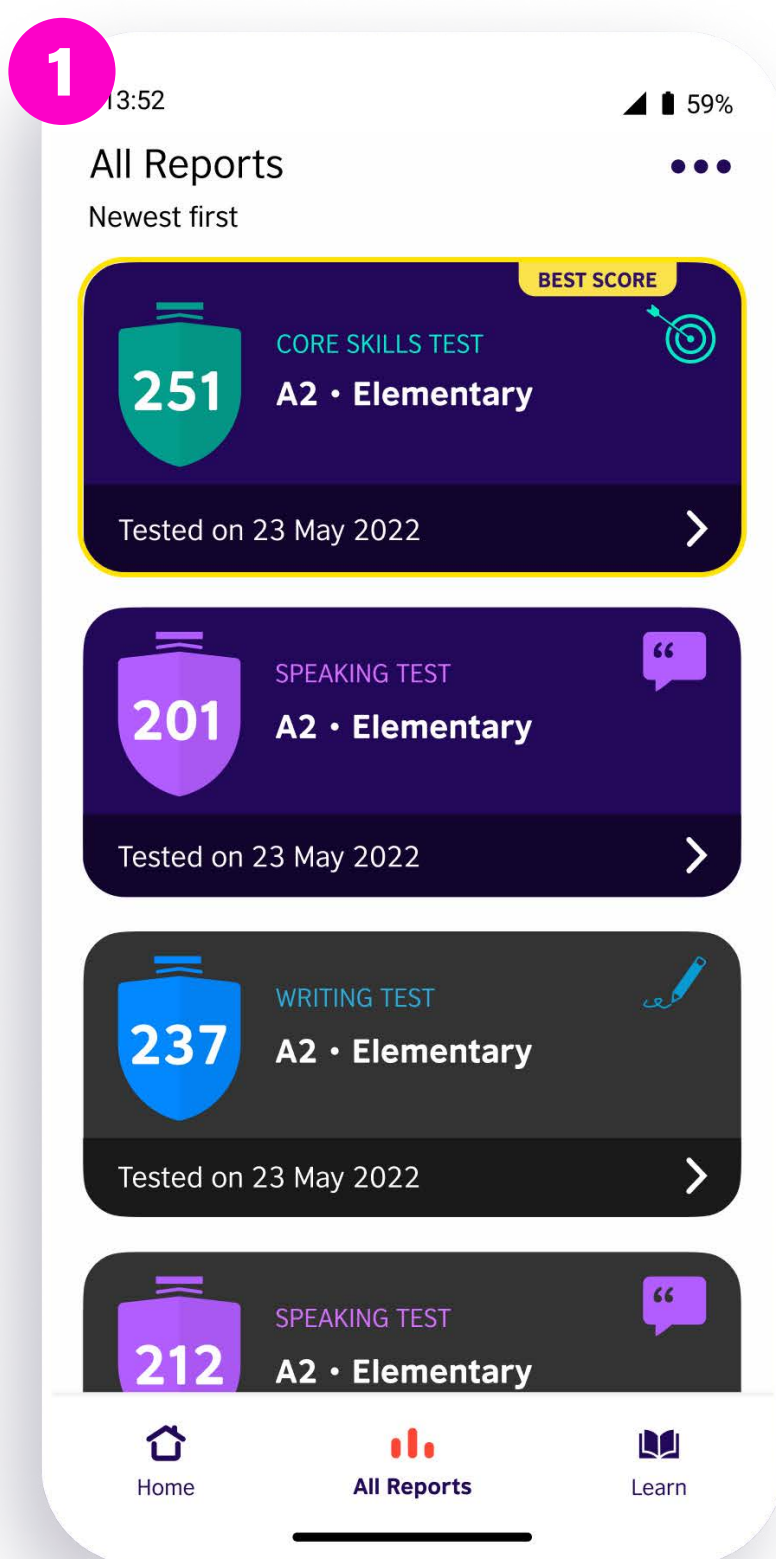 1
13:52
59%
All Reports
Newest first
BEST SCORE
251
CORE SKILLS TEST
A2 • Elementary
Tested on 23 May 2022
201
SPEAKING TEST
A2 • Elementary
Tested on 23 May 2022
237
WRITING TEST
A2 • Elementary
Tested on 23 May 2022
212
SPEAKING TEST
A2 • Elementary
Home
All Reports
Learn